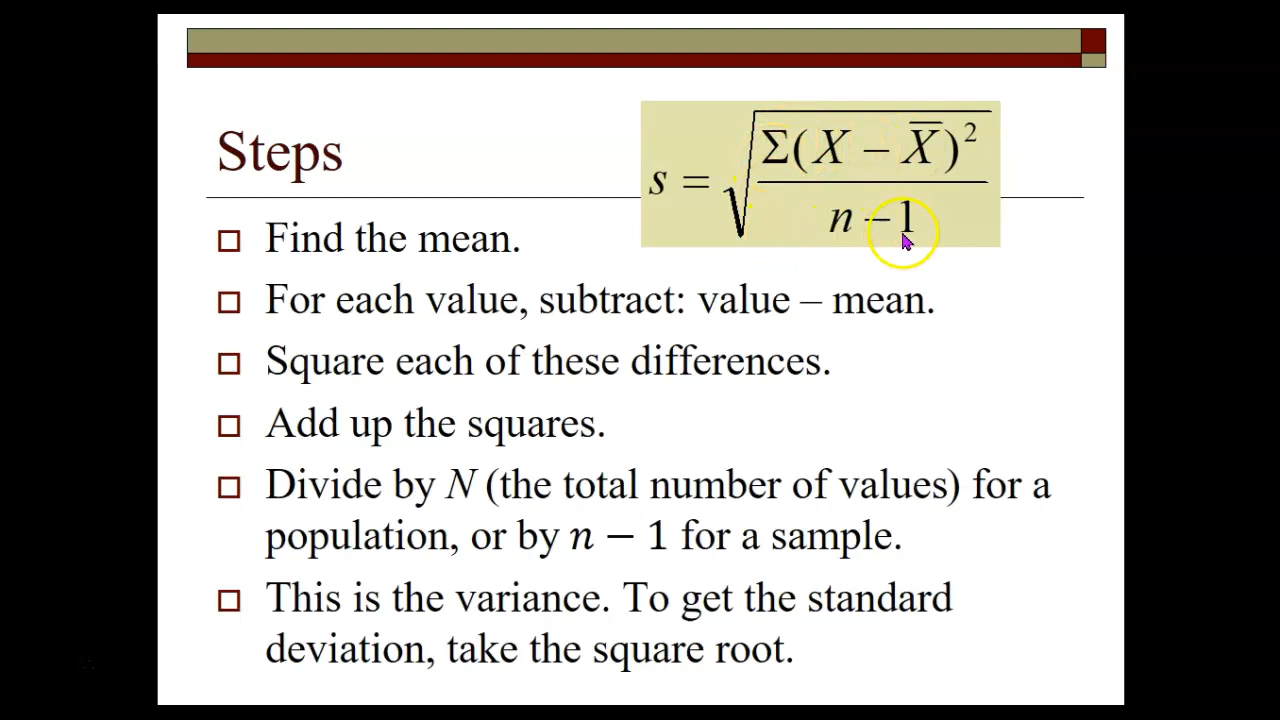 Steps
s = √(Σ(X − X̄)² / (n − 1))
Find the mean.
For each value, subtract: value – mean.
Square each of these differences.
Add up the squares.
Divide by N (the total number of values) for a
population, or by n − 1 for a sample.
This is the variance. To get the standard
deviation, take the square root.